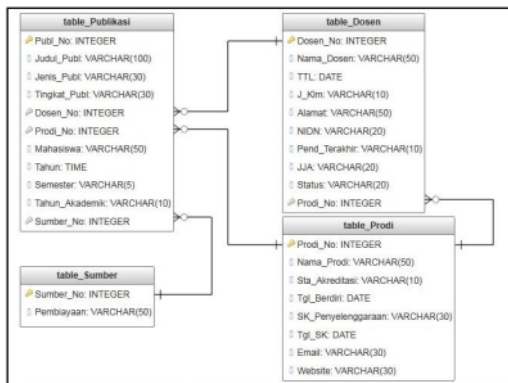 table_Publikasi
Publ_No: INTEGER
Judul_Publ: VARCHAR(100)
Jenis_Publ: VARCHAR(30)
Tingkat_Publ: VARCHAR(30)
Dosen_No: INTEGER
Prodi_No: INTEGER
Mahasiswa: VARCHAR(50)
Tahun: TIME
Semester: VARCHAR(5)
Tahun_Akademik: VARCHAR(10)
Sumber_No: INTEGER
table_Sumber
Sumber_No: INTEGER
Pembiayaan: VARCHAR(50)
table_Dosen
Dosen_No: INTEGER
Nama_Dosen: VARCHAR(50)
TTL: DATE
J_Klm: VARCHAR(10)
Alamat: VARCHAR(50)
NIDN: VARCHAR(20)
Pend_Terakhir: VARCHAR(10)
JJA: VARCHAR(20)
Status: VARCHAR(20)
Prodi_No: INTEGER
table_Prodi
Prodi_No: INTEGER
Nama_Prodi: VARCHAR(50)
Sta_Akreditasi: VARCHAR(10)
Tgl_Berdiri: DATE
SK_Penyelenggaraan: VARCHAR(30)
Tgl_SK: DATE
Email: VARCHAR(30)
Website: VARCHAR(30)